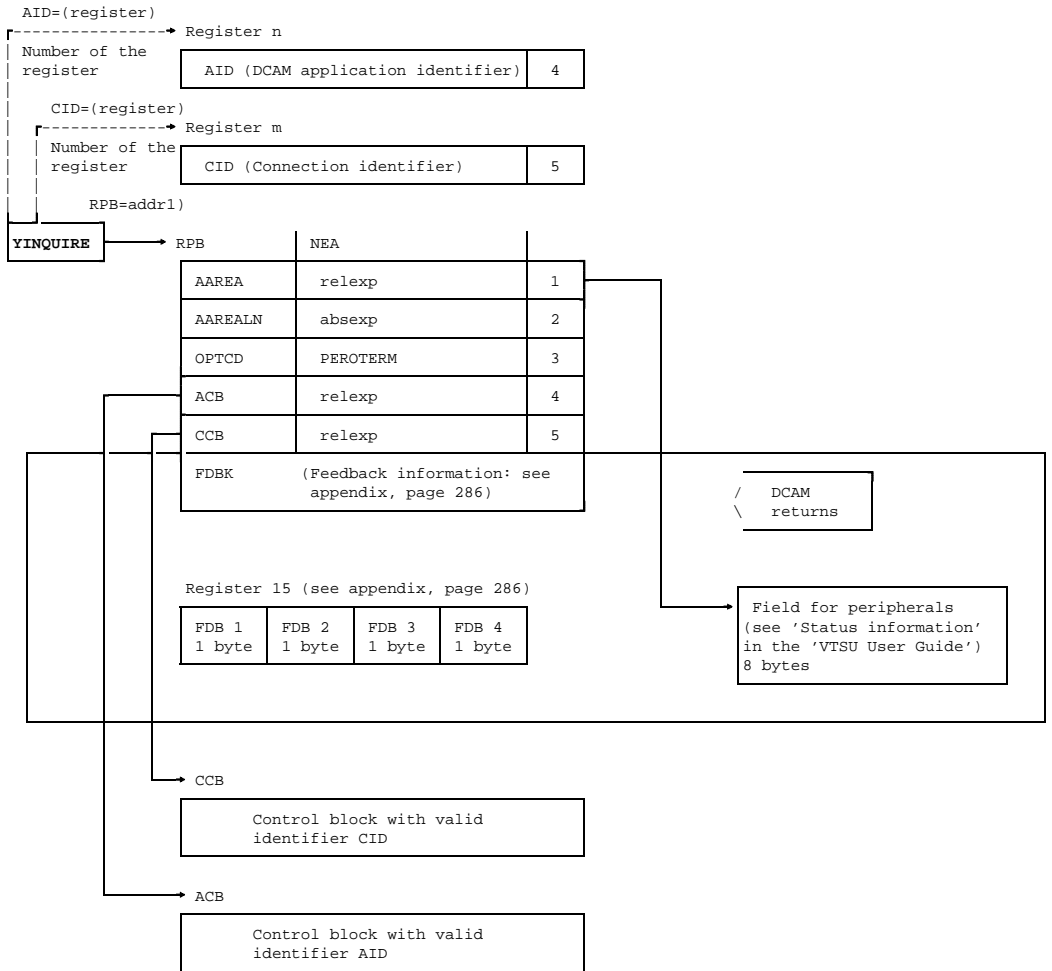 AID=(register)
Register n
Number of the
register
AID (DCAM application identifier) 4
CID=(register)
Register m
Number of the
register
CID (Connection identifier) 5
RPB=addr1)
YINQUIRE
RPB NEA
AAREA relexp 1
AAREALN absexp 2
OPTCD PEROTERM 3
ACB relexp 4
CCB relexp 5
FDBK (Feedback information: see
appendix, page 286)
/ DCAM
\ returns
Register 15 (see appendix, page 286)
FDB 1 FDB 2 FDB 3 FDB 4
1 byte 1 byte 1 byte 1 byte
Field for peripherals
(see 'Status information'
in the 'VTSU User Guide')
8 bytes
CCB
Control block with valid
identifier CID
ACB
Control block with valid
identifier AID